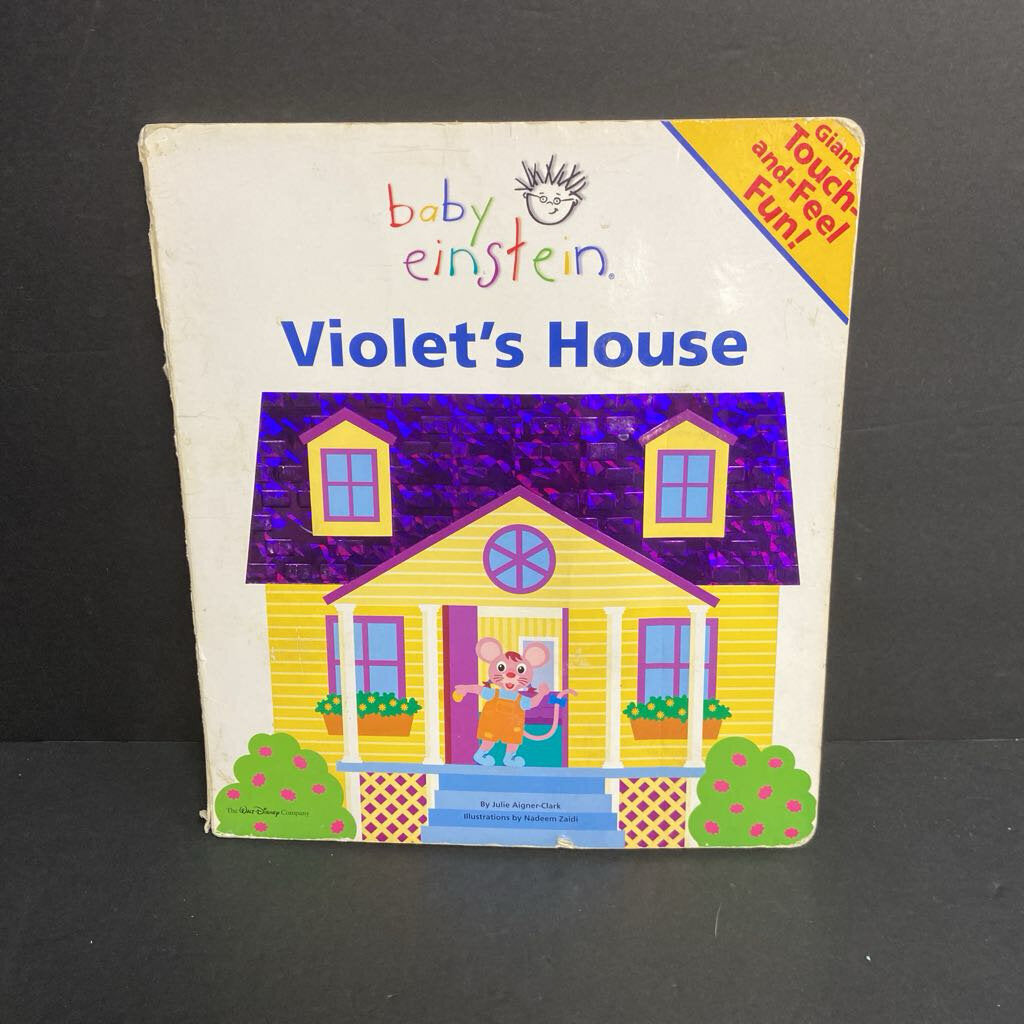 baby
einstein®
Giant
Touch-
and-Feel
Fun!
Violet's House
By Julie Aigner-Clark
Illustrations by Nadeem Zaidi
The Walt Disney Company